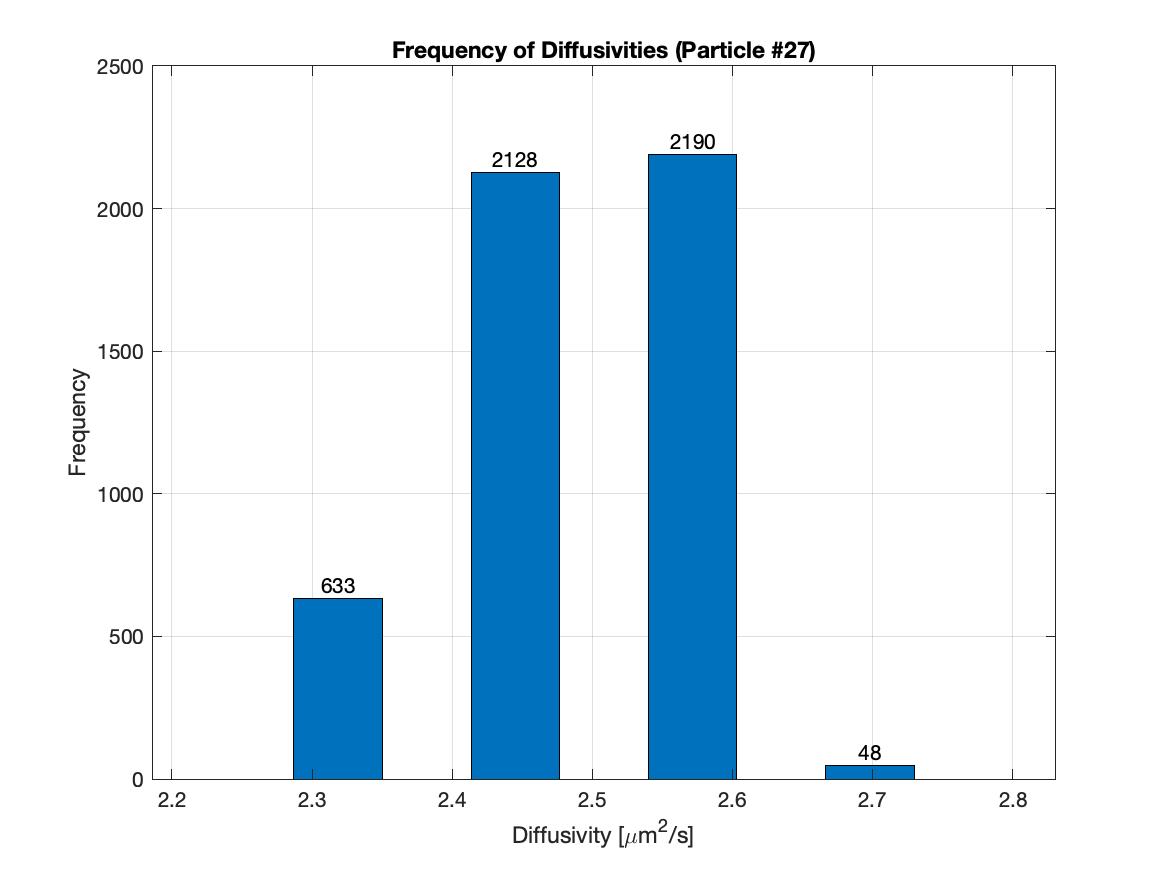 Frequency of Diffusivities (Particle #27)
2500
2000
1500
1000
500
0
Frequency
633
2128
2190
48
2.2 2.3 2.4 2.5 2.6 2.7 2.8
Diffusivity [μm²/s]